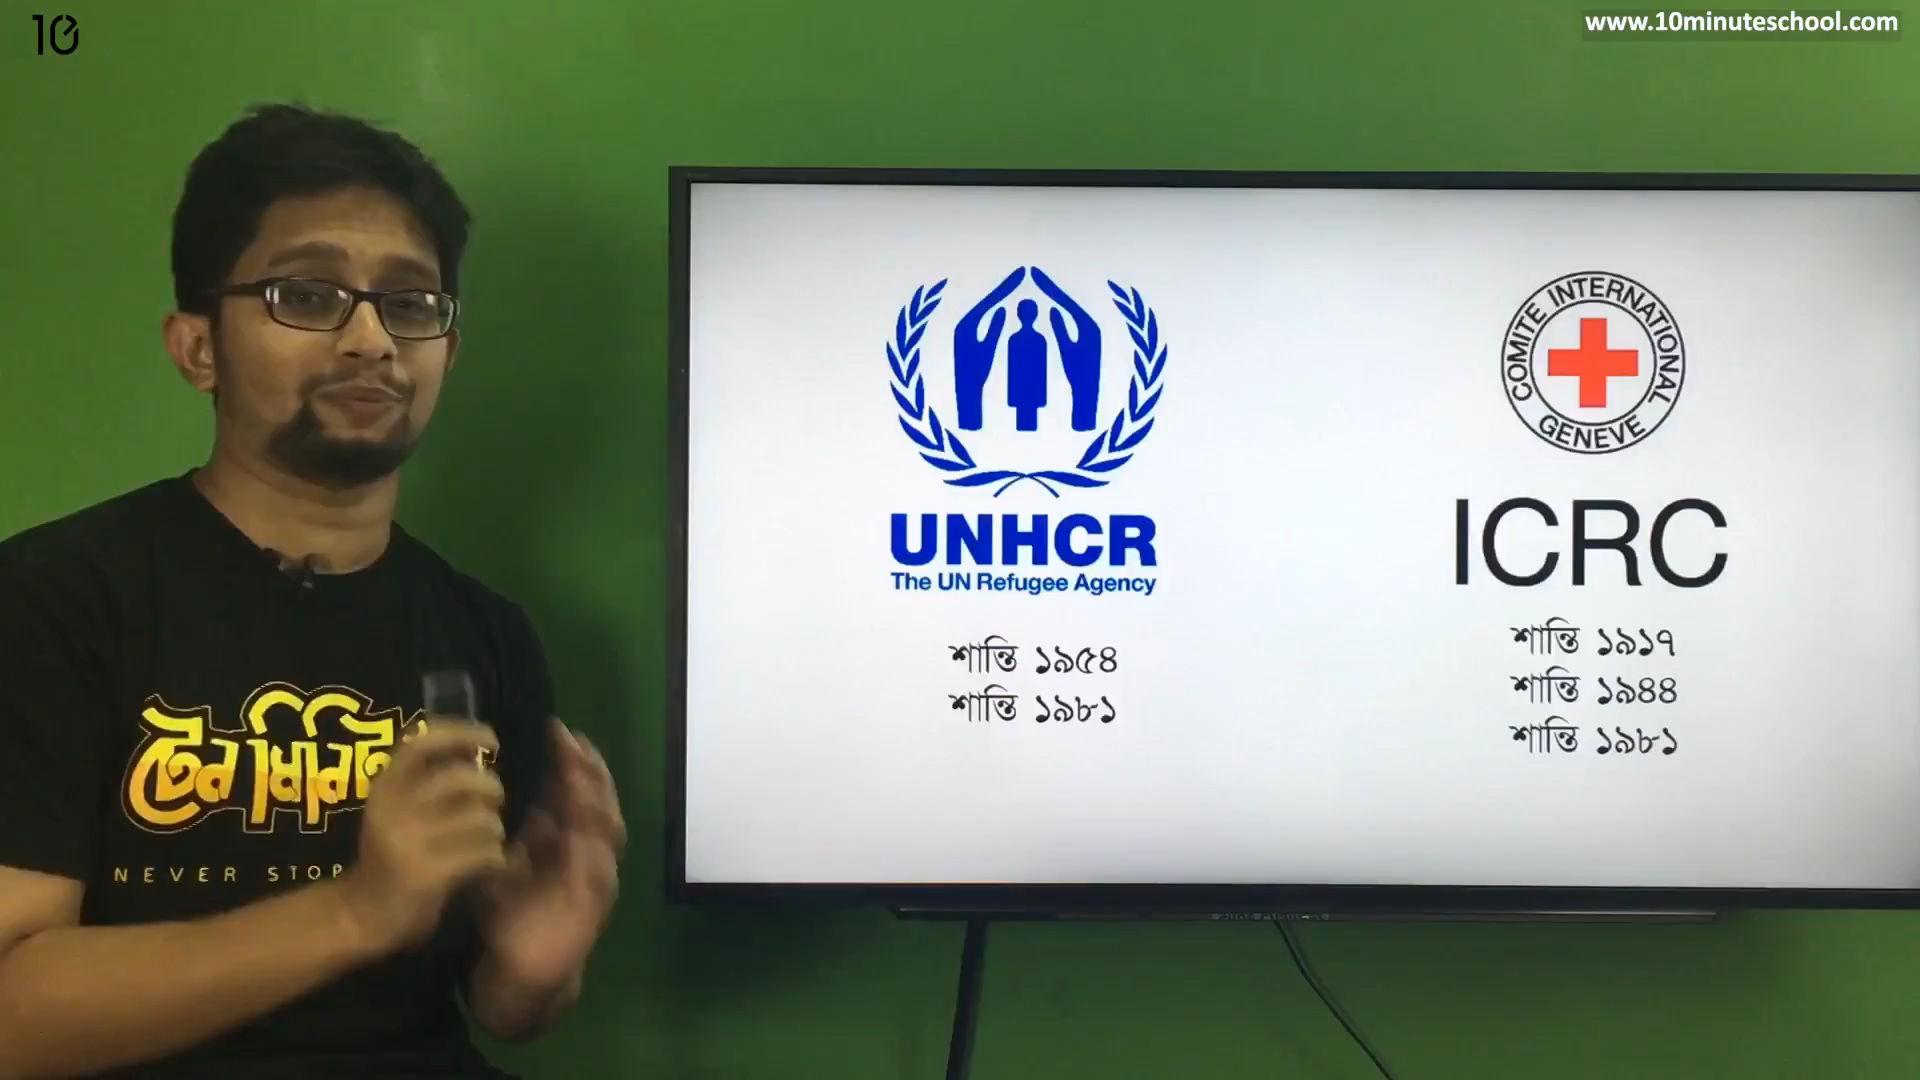 10
www.10minuteschool.com
টেন মিনিট
NEVER STOP
UNHCR
The UN Refugee Agency
শান্তি ১৯৫৪
শান্তি ১৯৮১
COMITE INTERNATIONAL
GENEVE
ICRC
শান্তি ১৯১৭
শান্তি ১৯৪৪
শান্তি ১৯৮১